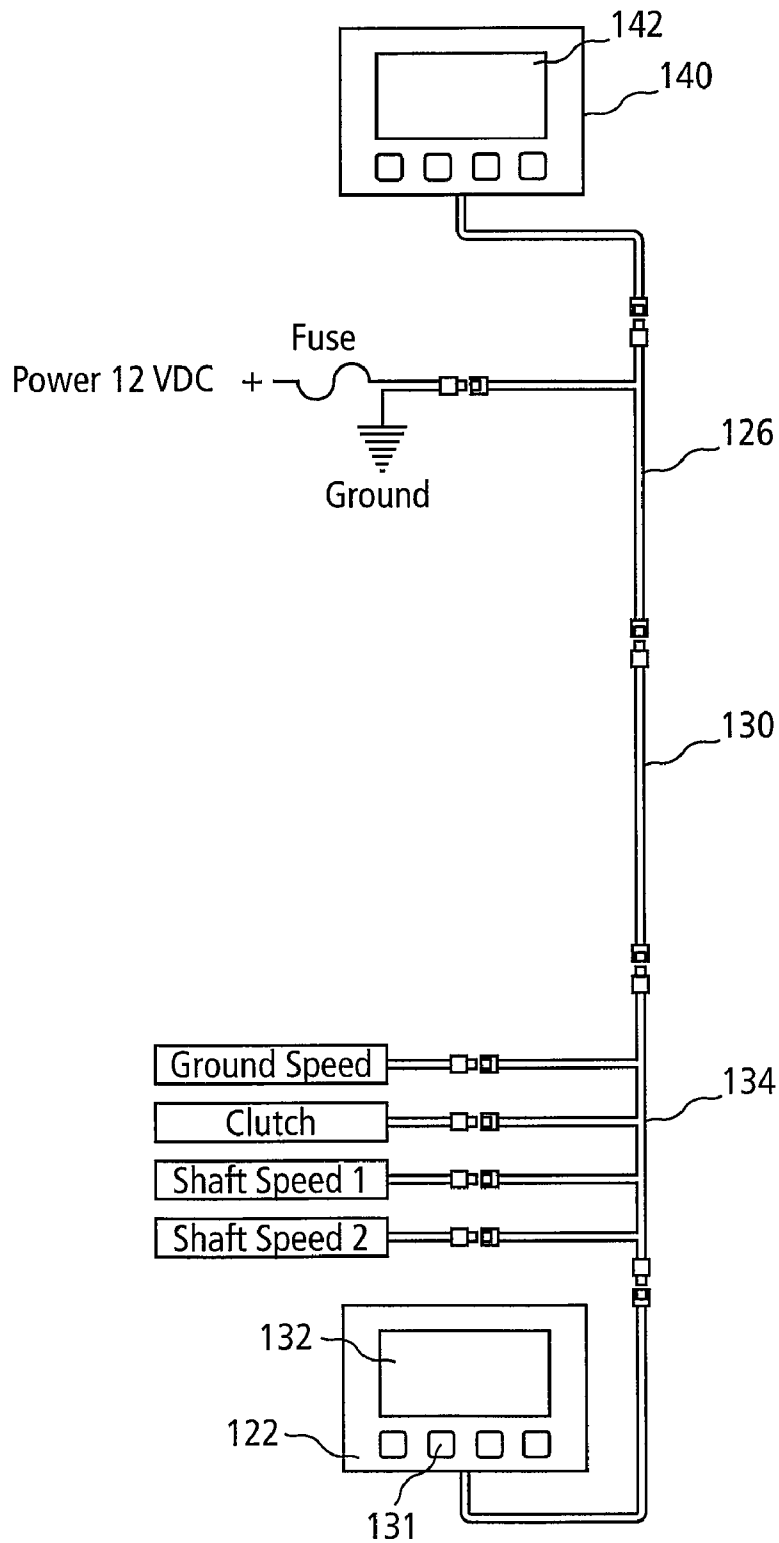 142
140
Fuse
Power 12 VDC +
Ground
126
130
Ground Speed
Clutch
134
Shaft Speed 1
Shaft Speed 2
132
122
131